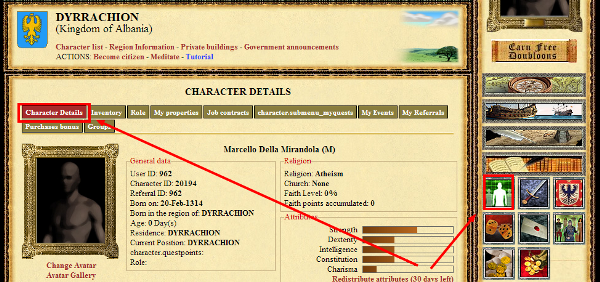 DYRRACHION
(Kingdom of Albania)
Character list - Region Information - Private buildings - Government announcements
ACTIONS: Become citizen - Meditate - Tutorial
Earn Free
Doubloons
CHARACTER DETAILS
Character Details Inventory Role My properties Job contracts character.submenu_myquests My Events My Referrals
Purchases bonus Groups
Marcello Della Mirandola (M)
General data
User ID: 962
Character ID: 20194
Referral ID: 962
Born on: 20-Feb-1314
Born in the region of: DYRRACHION
Age: 0 Day(s)
Residence: DYRRACHION
Current Position: DYRRACHION
character.questpoints:
Role:
Religion
Religion: Atheism
Church: None
Faith Level: 0%
Faith points accumulated: 0
Attributes
Strength
Dexterity
Intelligence
Constitution
Charisma
Redistribute attributes (30 days left)
Change Avatar
Avatar Gallery